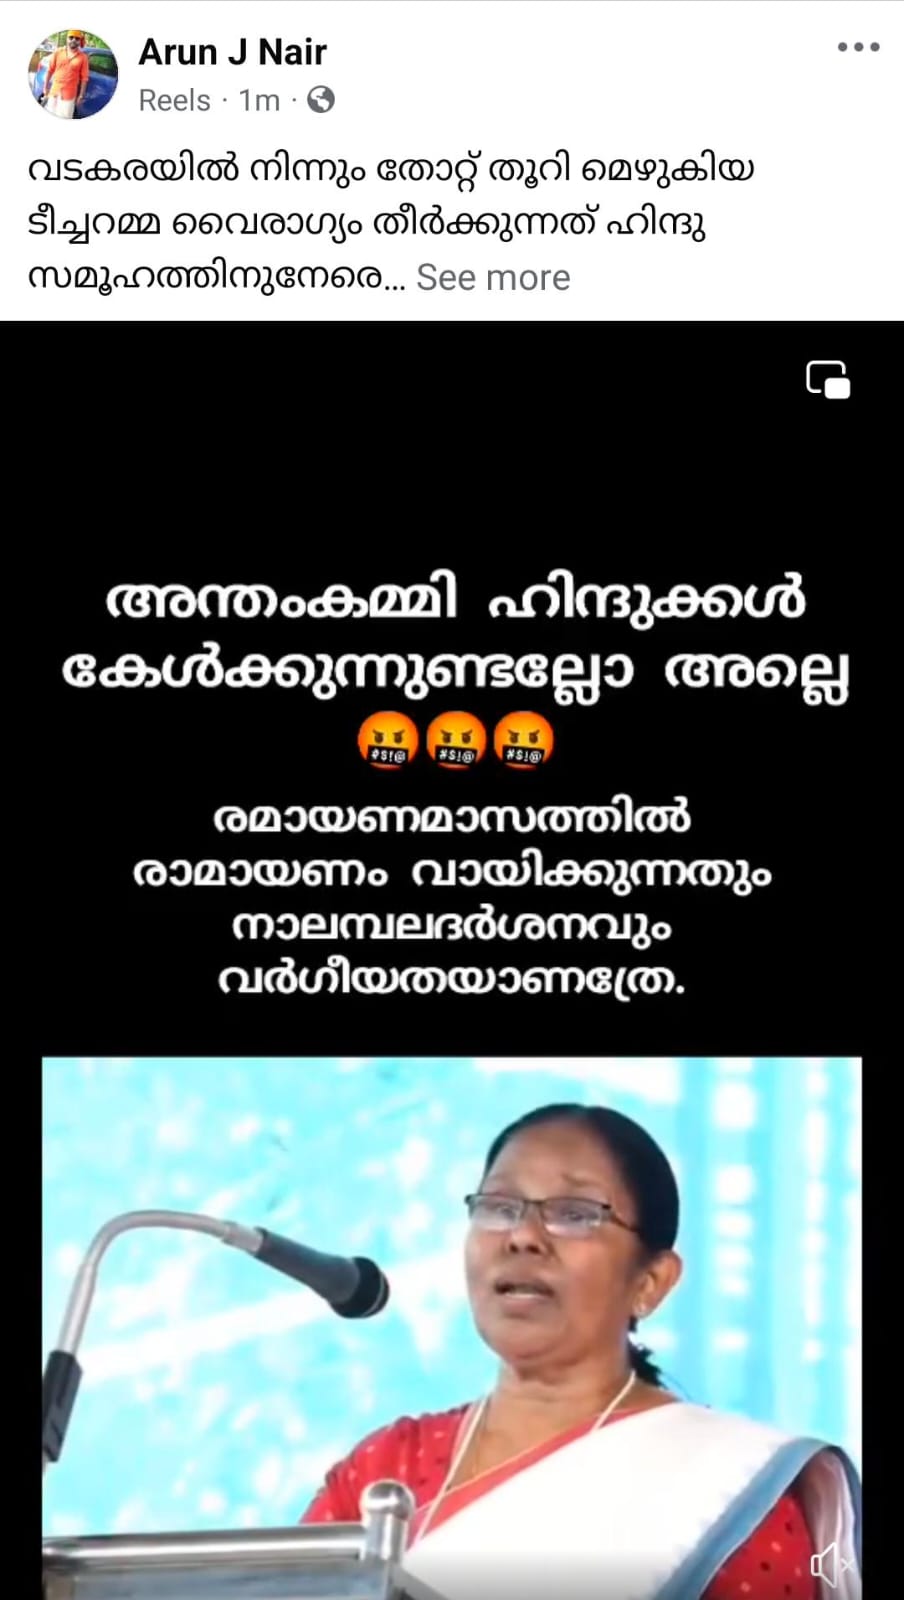 Arun J Nair
Reels · 1m ·
വടകരയിൽ നിന്നും തോറ്റ് തൂറി മെഴുകിയ
ടീച്ചറമ്മ വൈരാഗ്യം തീർക്കുന്നത് ഹിന്ദു
സമൂഹത്തിനുനേരെ... See more
അന്തംകമ്മി ഹിന്ദുക്കൾ
കേൾക്കുന്നുണ്ടല്ലോ അല്ലെ
രമായണമാസത്തിൽ
രാമായണം വായിക്കുന്നതും
നാലമ്പലദർശനവും
വർഗീയതയാണത്രേ.